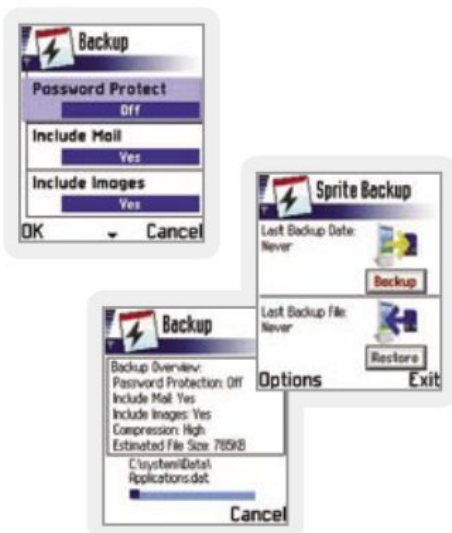 Backup
Password Protect
Off
Include Mail
Yes
Include Images
Yes
OK
Cancel
Sprite Backup
Last Backup Date:
Never
Backup
Last Backup File:
Never
Restore
Options
Exit
Backup
Backup Overview:
Password Protection: Off
Include Mail: Yes
Include Images: Yes
Compression: High
Estimated File Size: 785KB
C:\system\Data\
Applications.dat
Cancel